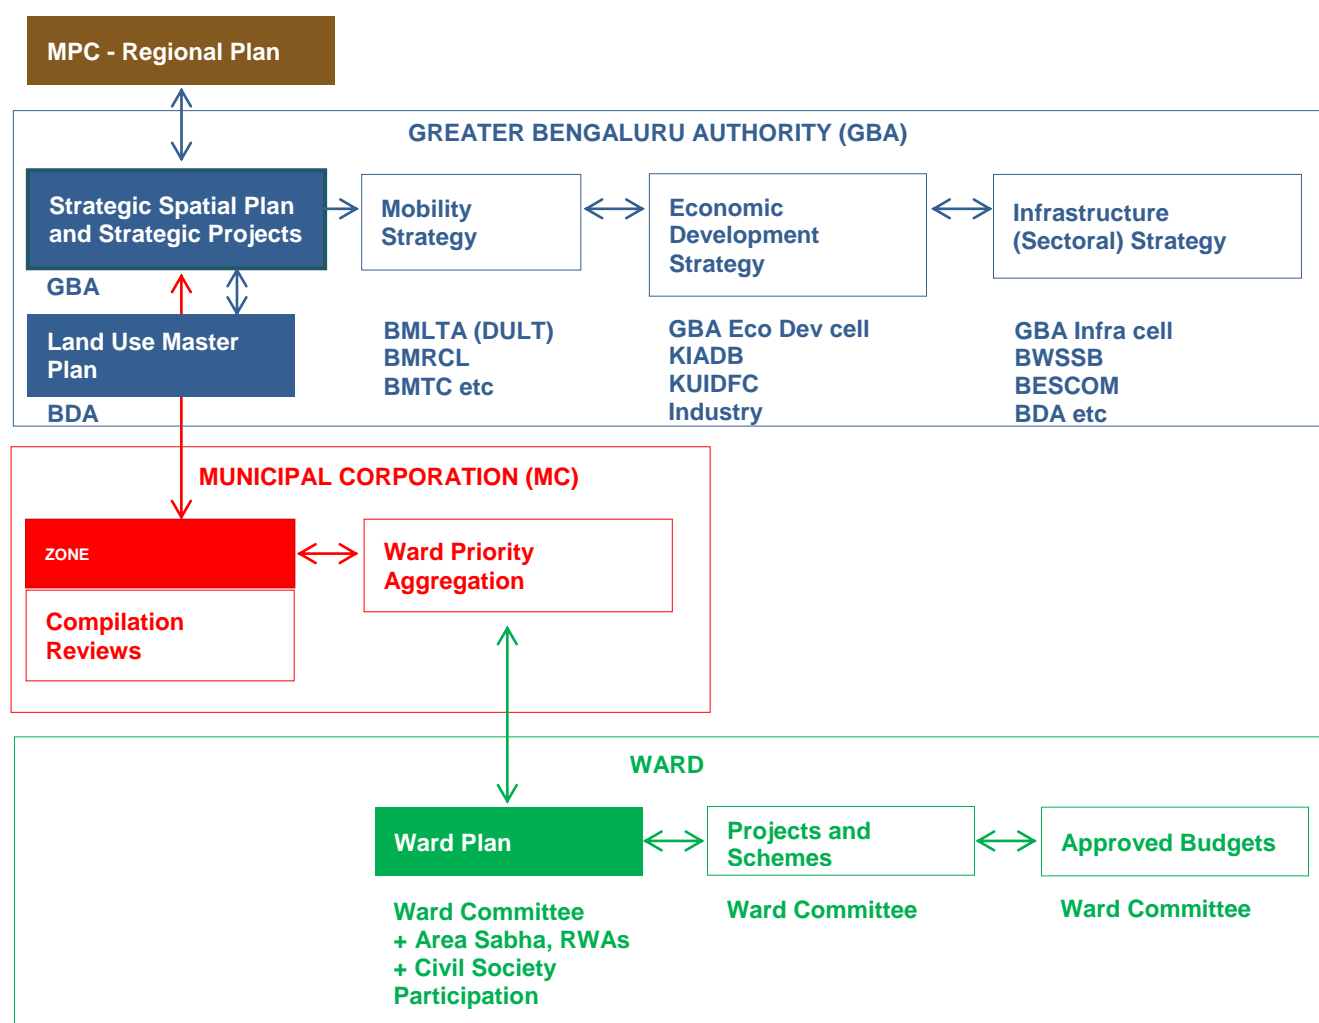 MPC - Regional Plan
GREATER BENGALURU AUTHORITY (GBA)
Strategic Spatial Plan
and Strategic Projects
GBA
Mobility
Strategy
Economic
Development
Strategy
Infrastructure
(Sectoral) Strategy
Land Use Master
Plan
BDA
BMLTA (DULT)
BMRCL
BMTC etc
GBA Eco Dev cell
KIADB
KUIDFC
Industry
GBA Infra cell
BWSSB
BESCOM
BDA etc
MUNICIPAL CORPORATION (MC)
ZONE
Compilation
Reviews
Ward Priority
Aggregation
WARD
Ward Plan
Projects and
Schemes
Approved Budgets
Ward Committee
+ Area Sabha, RWAs
+ Civil Society
Participation
Ward Committee
Ward Committee